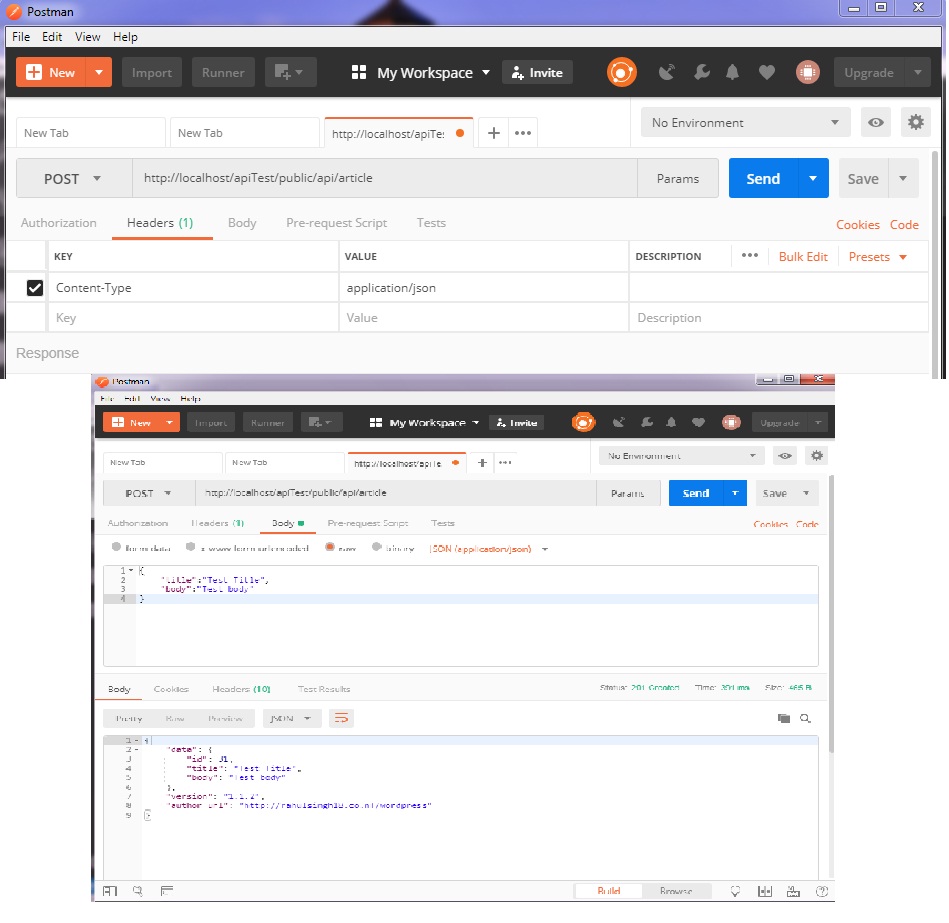 Postman
File Edit View Help
New Import Runner My Workspace Invite Upgrade
New Tab New Tab http://localhost/apiTe: No Environment
POST http://localhost/apiTest/public/api/article Params Send Save
Authorization Headers (1) Body Pre-request Script Tests Cookies Code
KEY VALUE DESCRIPTION Bulk Edit Presets
Content-Type application/json
Key Value Description
Response
Postman
File Edit View Help
New Import Runner My Workspace Invite Upgrade
New Tab New Tab http://localhost/apiTe: No Environment
POST http://localhost/apiTest/public/api/article Params Send Save
Authorization Headers (1) Body Pre-request Script Tests Cookies Code
form-data x-www-form-urlencoded raw binary JSON (application/json)
1 {
2 "title":"Test Title",
3 "body":"Test body"
4 }
Body Cookies Headers (10) Test Results Status: 201 Created Time: Size: 465 B
Pretty Raw Preview JSON
1 {
2 "data": {
3 "id": 31,
4 "title": "Test Title",
5 "body": "Test body"
6 },
7 "version": "1.1.2",
8 "author_url":
9 }
Build Browse